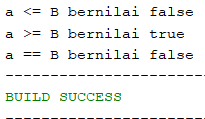 a <= B bernilai false
a >= B bernilai true
a == B bernilai false
------------------------
BUILD SUCCESS
------------------------